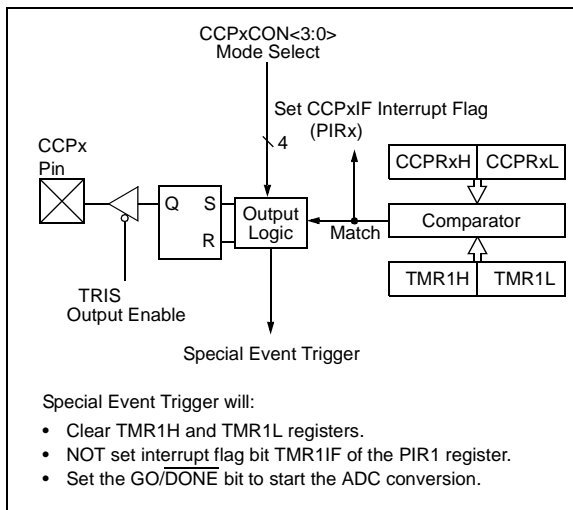 CCPxCON<3:0>
Mode Select
Set CCPxIF Interrupt Flag
(PIRx)
4
CCPx
Pin
CCPRxH CCPRxL
Q S
R
Output
Logic
Match
Comparator
TRIS
Output Enable
TMR1H TMR1L
Special Event Trigger
Special Event Trigger will:
• Clear TMR1H and TMR1L registers.
• NOT set interrupt flag bit TMR1IF of the PIR1 register.
• Set the GO/DONE bit to start the ADC conversion.